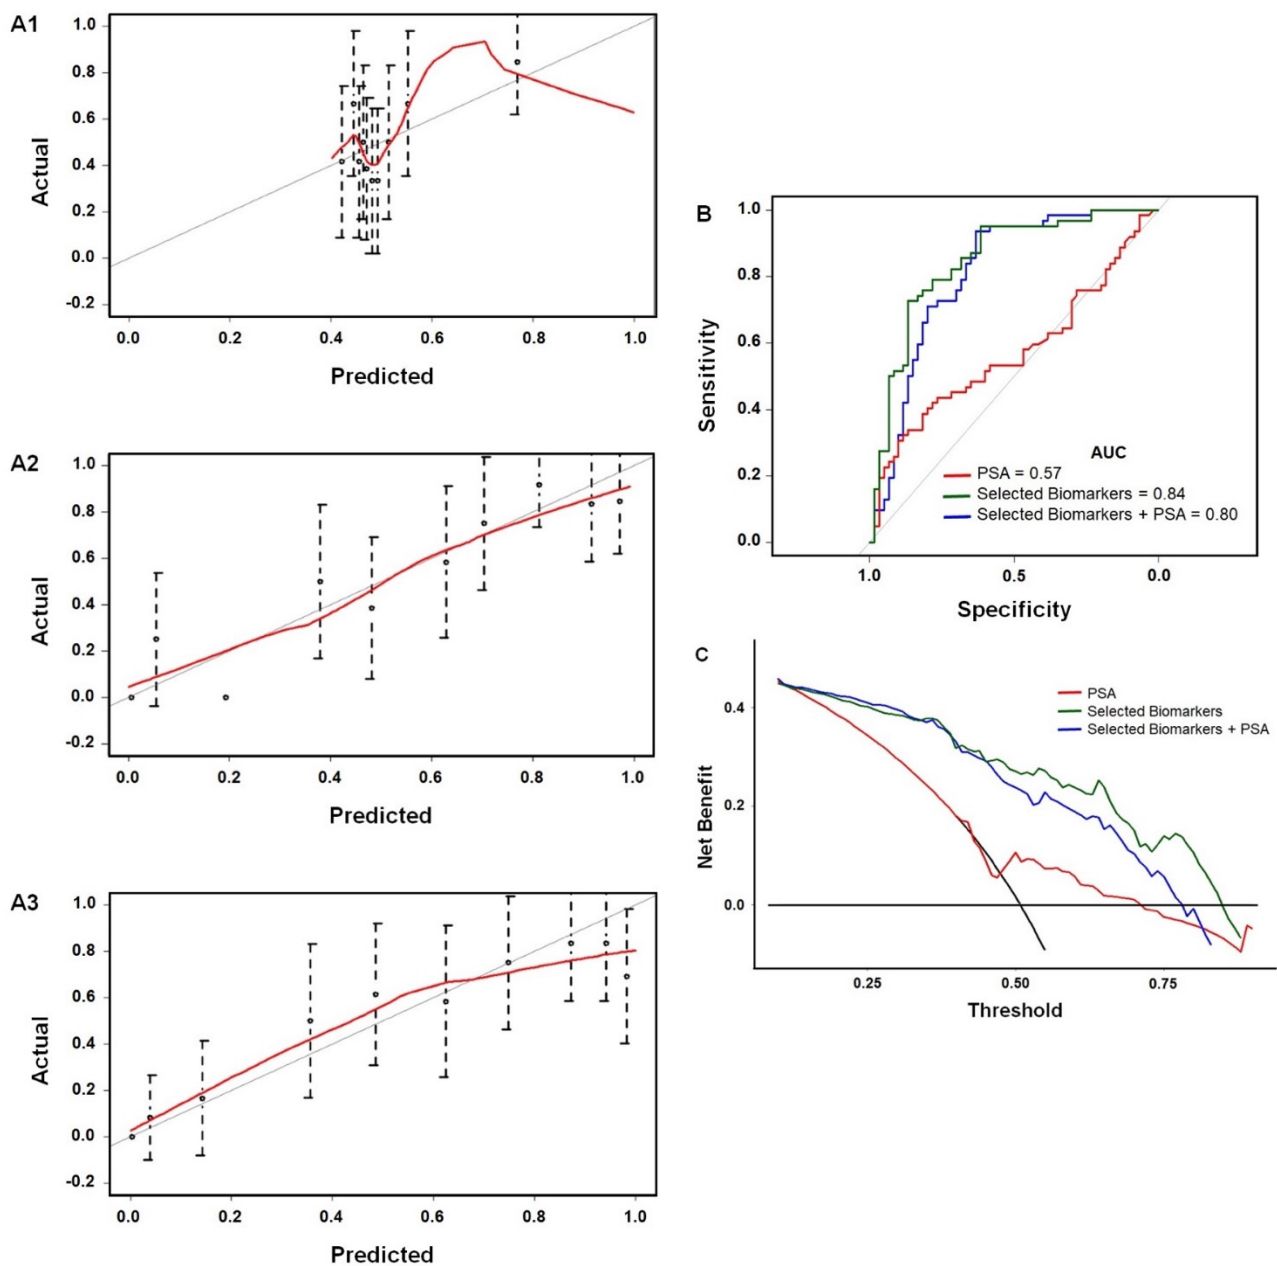 A1
1.0
0.8
0.6
0.4
0.2
0.0
-0.2
Actual
0.0 0.2 0.4 0.6 0.8 1.0
Predicted
A2
1.0
0.8
0.6
0.4
0.2
0.0
-0.2
Actual
0.0 0.2 0.4 0.6 0.8 1.0
Predicted
A3
1.0
0.8
0.6
0.4
0.2
0.0
-0.2
Actual
0.0 0.2 0.4 0.6 0.8 1.0
Predicted
B
1.0
0.8
0.6
0.4
0.2
0.0
Sensitivity
AUC
PSA = 0.57
Selected Biomarkers = 0.84
Selected Biomarkers + PSA = 0.80
1.0 0.5 0.0
Specificity
C
0.4
0.2
0.0
Net Benefit
PSA
Selected Biomarkers
Selected Biomarkers + PSA
0.25 0.50 0.75
Threshold